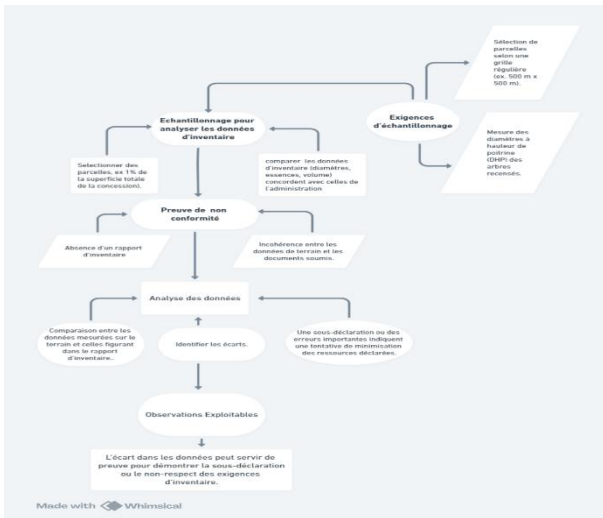 Sélection de
parcelles
selon une
grille
régulière
(ex. 500 m x
500 m).
Echantillonnage pour
analyser les données
d'inventaire
Exigences
d'échantillonnage
Mesure des
diamètres à
hauteur de
poitrine
(DHP) des
arbres
recensés.
Selectionner des
parcelles, ex 1% de
la superficie totale
de la concession).
comparer les données
d'inventaire (diamètres,
essences, volume)
concordent avec celles de
l'administration
Preuve de non
conformité
Absence d'un rapport
d'inventaire
Incohérence entre les
données de terrain et les
documents soumis.
Analyse des données
Comparaison entre les
données mesurées sur le
terrain et celles figurant
dans le rapport
d'inventaire..
Identifier les écarts.
Une sous-déclaration ou des
erreurs importantes indiquent
une tentative de minimisation
des ressources déclarées.
Observations Exploitables
L'écart dans les données peut servir de
preuve pour démontrer la sous-déclaration
ou le non-respect des exigences
d'inventaire.
Made with Whimsical